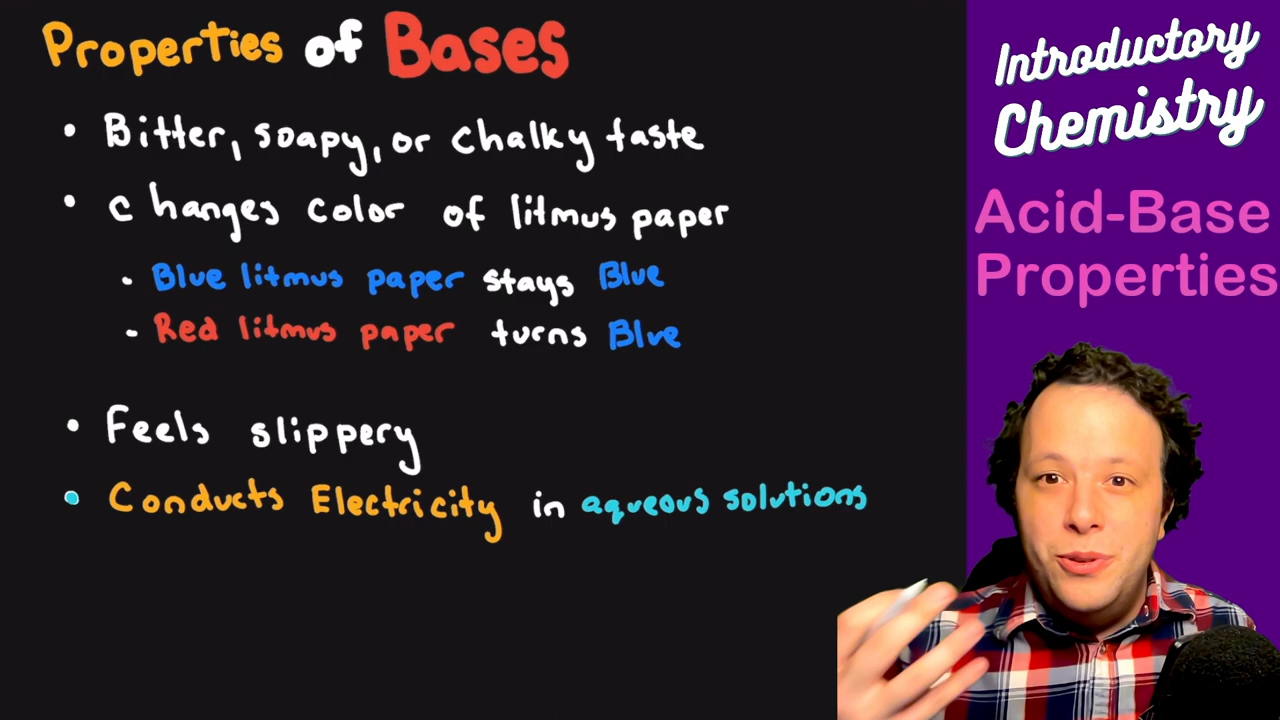 Properties of Bases
• Bitter, soapy, or chalky taste
• changes color of litmus paper
• Blue litmus paper stays Blue
• Red litmus paper turns Blue
• Feels slippery
• Conducts Electricity in aqueous solutions
Introductory
Chemistry
Acid-Base
Properties